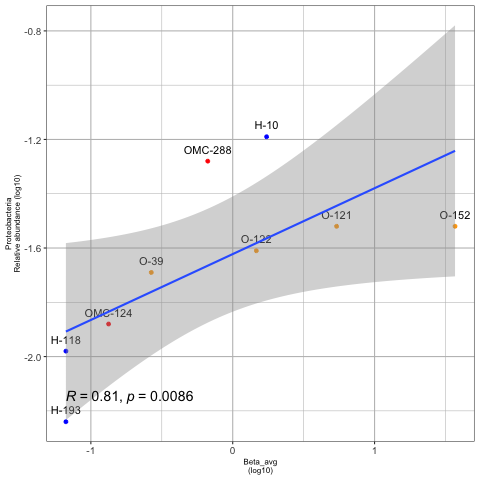 -0.8
H-10
-1.2
OMC-288
O-121
O-152
O-122
-1.6
O-39
OMC-124
H-118
-2.0
R = 0.81, p = 0.0086
H-193
Proteobacteria
Relative abundance (log10)
-1
0
1
Beta_avg
(log10)